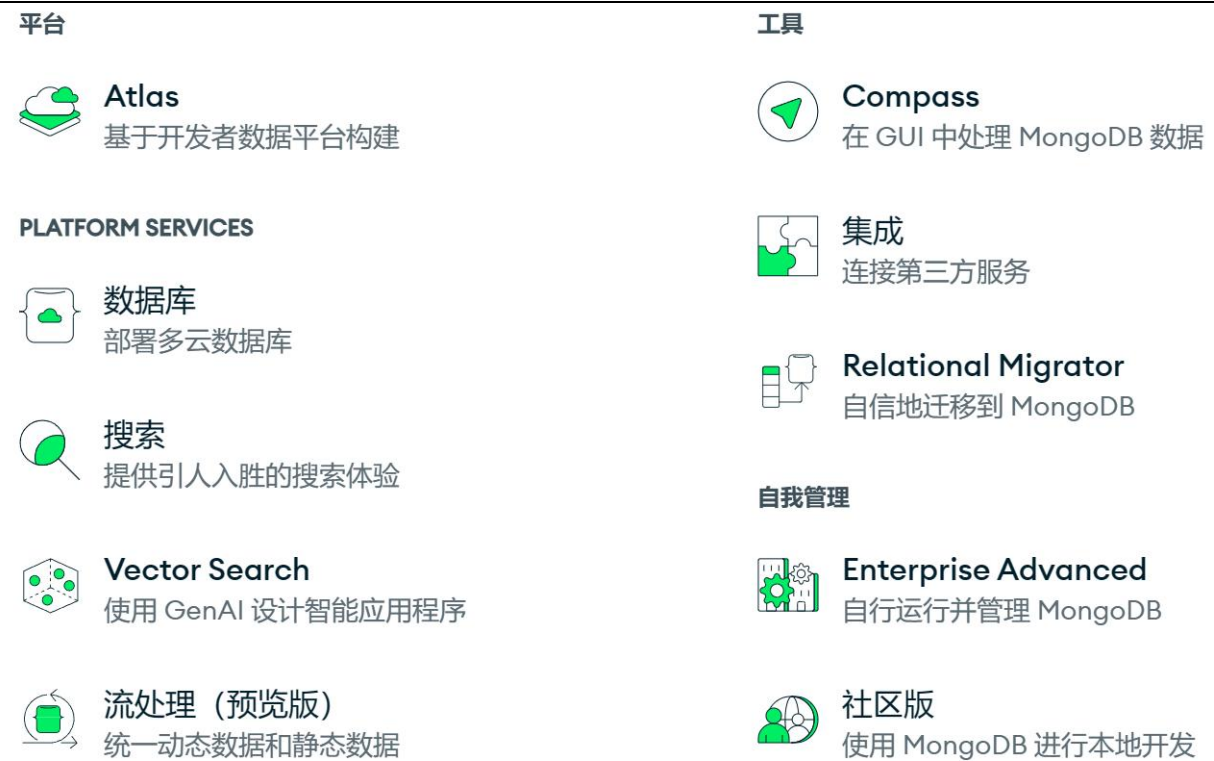 平台
Atlas
基于开发者数据平台构建
PLATFORM SERVICES
数据库
部署多云数据库
搜索
提供引人入胜的搜索体验
Vector Search
使用 GenAI 设计智能应用程序
流处理（预览版）
统一动态数据和静态数据
工具
Compass
在 GUI 中处理 MongoDB 数据
集成
连接第三方服务
Relational Migrator
自信地迁移到 MongoDB
自我管理
Enterprise Advanced
自行运行并管理 MongoDB
社区版
使用 MongoDB 进行本地开发